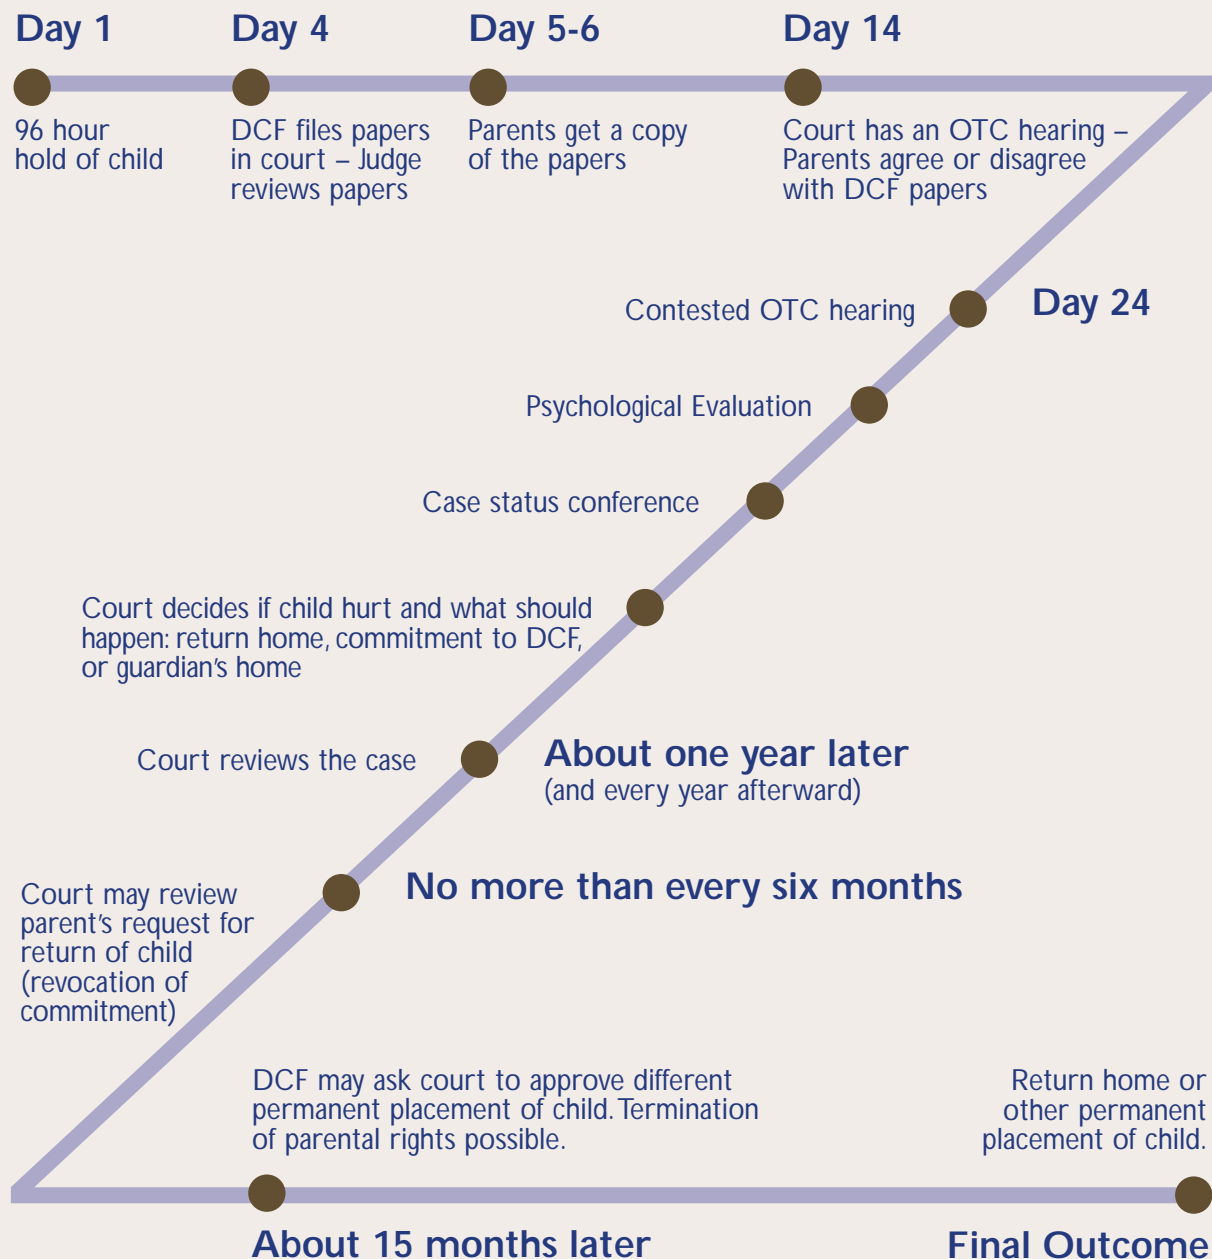 Day 1
96 hour
hold of child
Day 4
DCF files papers
in court – Judge
reviews papers
Day 5-6
Parents get a copy
of the papers
Day 14
Court has an OTC hearing –
Parents agree or disagree
with DCF papers
Contested OTC hearing
Day 24
Psychological Evaluation
Case status conference
Court decides if child hurt and what should
happen: return home, commitment to DCF,
or guardian's home
Court reviews the case
About one year later
(and every year afterward)
Court may review
parent's request for
return of child
(revocation of
commitment)
No more than every six months
DCF may ask court to approve different
permanent placement of child. Termination
of parental rights possible.
About 15 months later
Return home or
other permanent
placement of child.
Final Outcome